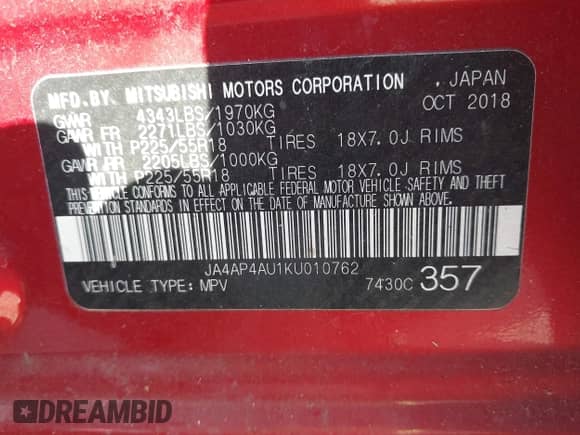 MFD.BY. MITSUBISHI MOTORS CORPORATION , JAPAN
GVWR 4343LBS/1970KG OCT 2018
GAWR FR 2271LBS/1030KG
WITH P225/55R18 TIRES 18X7.0J RIMS
GAWR RR 2205LBS/1000KG
WITH P225/55R18 TIRES 18X7.0J RIMS
THIS VEHICLE CONFORMS TO ALL APPLICABLE FEDERAL MOTOR VEHICLE SAFETY AND THEFT
PREVENTION STANDARDS IN EFFECT ON THE DATE OF MANUFACTURE SHOWN ABOVE.
JA4AP4AU1KU010762
VEHICLE TYPE: MPV 7430C 357
DREAMBID